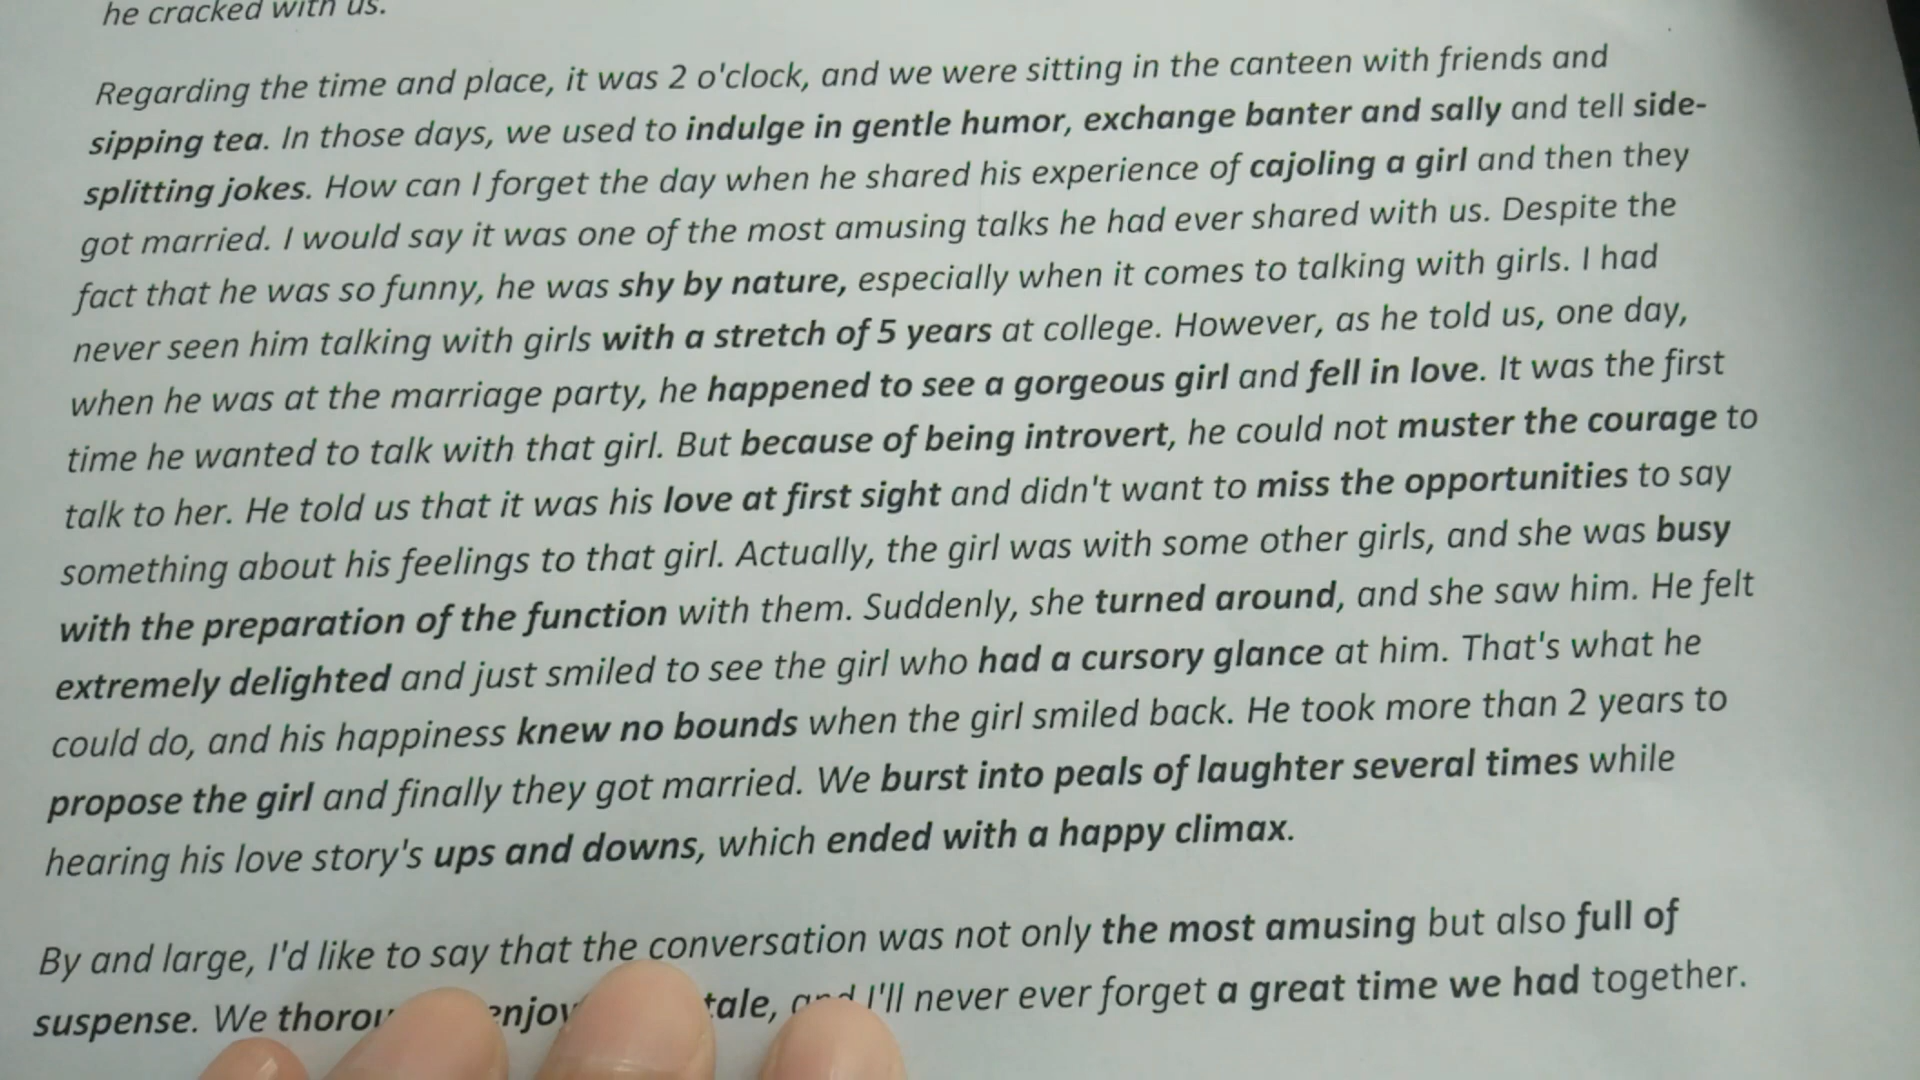 he cracked with us.
Regarding the time and place, it was 2 o'clock, and we were sitting in the canteen with friends and
sipping tea. In those days, we used to indulge in gentle humor, exchange banter and sally and tell side-
splitting jokes. How can I forget the day when he shared his experience of cajoling a girl and then they
got married. I would say it was one of the most amusing talks he had ever shared with us. Despite the
fact that he was so funny, he was shy by nature, especially when it comes to talking with girls. I had
never seen him talking with girls with a stretch of 5 years at college. However, as he told us, one day,
when he was at the marriage party, he happened to see a gorgeous girl and fell in love. It was the first
time he wanted to talk with that girl. But because of being introvert, he could not muster the courage to
talk to her. He told us that it was his love at first sight and didn't want to miss the opportunities to say
something about his feelings to that girl. Actually, the girl was with some other girls, and she was busy
with the preparation of the function with them. Suddenly, she turned around, and she saw him. He felt
extremely delighted and just smiled to see the girl who had a cursory glance at him. That's what he
could do, and his happiness knew no bounds when the girl smiled back. He took more than 2 years to
propose the girl and finally they got married. We burst into peals of laughter several times while
hearing his love story's ups and downs, which ended with a happy climax.
By and large, I'd like to say that the conversation was not only the most amusing but also full of
suspense. We tale, and I'll never ever forget a great time we had together.